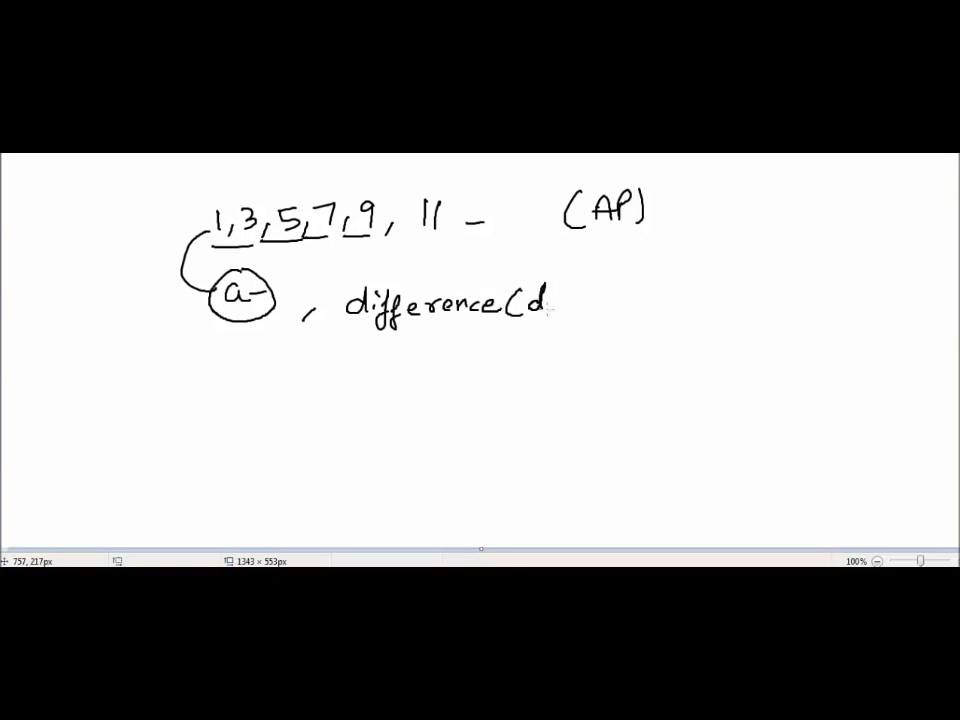 1, 3, 5, 7, 9, 11 - (AP)
a- , difference(d
757, 217px 1343 × 553px 100%